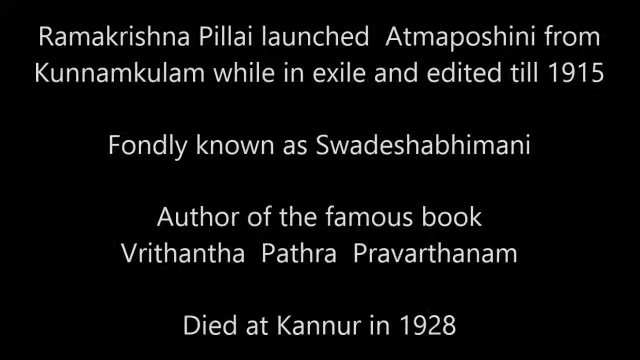 Ramakrishna Pillai launched Atmaposhini from
Kunnamkulam while in exile and edited till 1915
Fondly known as Swadeshabhimani
Author of the famous book
Vrithantha Pathra Pravarthanam
Died at Kannur in 1928